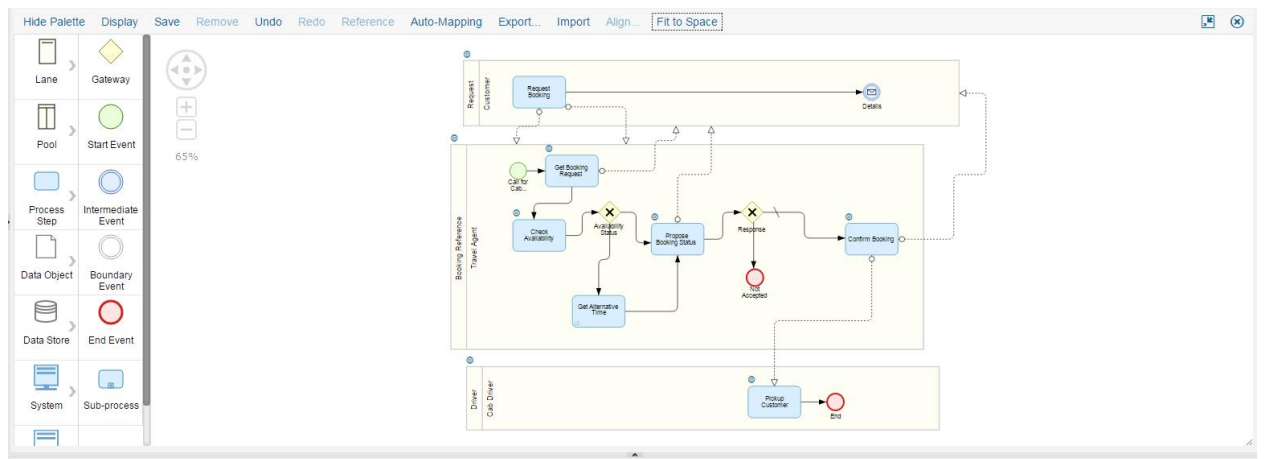 Hide Palette Display Save Remove Undo Redo Reference Auto-Mapping Export... Import Align... Fit to Space
Lane
Gateway
Pool
Start Event
Process
Step
Intermediate
Event
Data Object
Boundary
Event
Data Store
End Event
System
Sub-process
65%
Request
Customer
Request
Booking
Details
Booking Reference
Travel Agent
Call for
Cab...
Get Booking
Request
Check
Availability
Availability
Status
Propose
Booking Status
Response
Confirm Booking
Get Alternative
Time
Not
Accepted
Driver
Cab Driver
Pickup
Customer
End